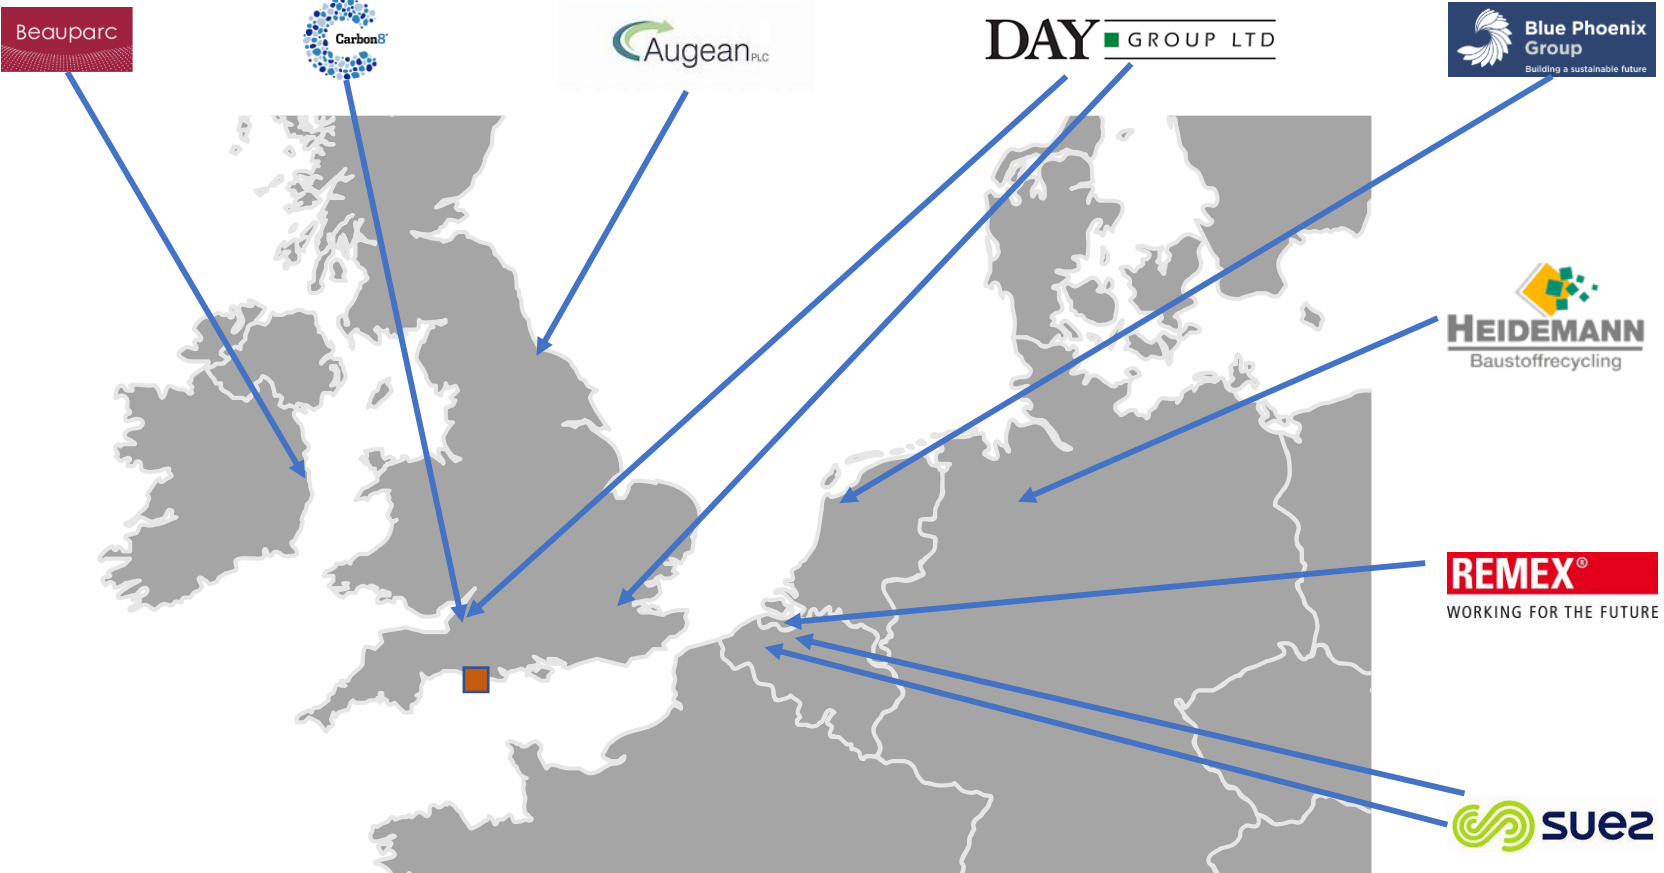 Beauparc
Carbon8®
Augean PLC
DAY GROUP LTD
Blue Phoenix
Group
Building a sustainable future
HEIDEMANN
Baustoffrecycling
REMEX®
WORKING FOR THE FUTURE
suez